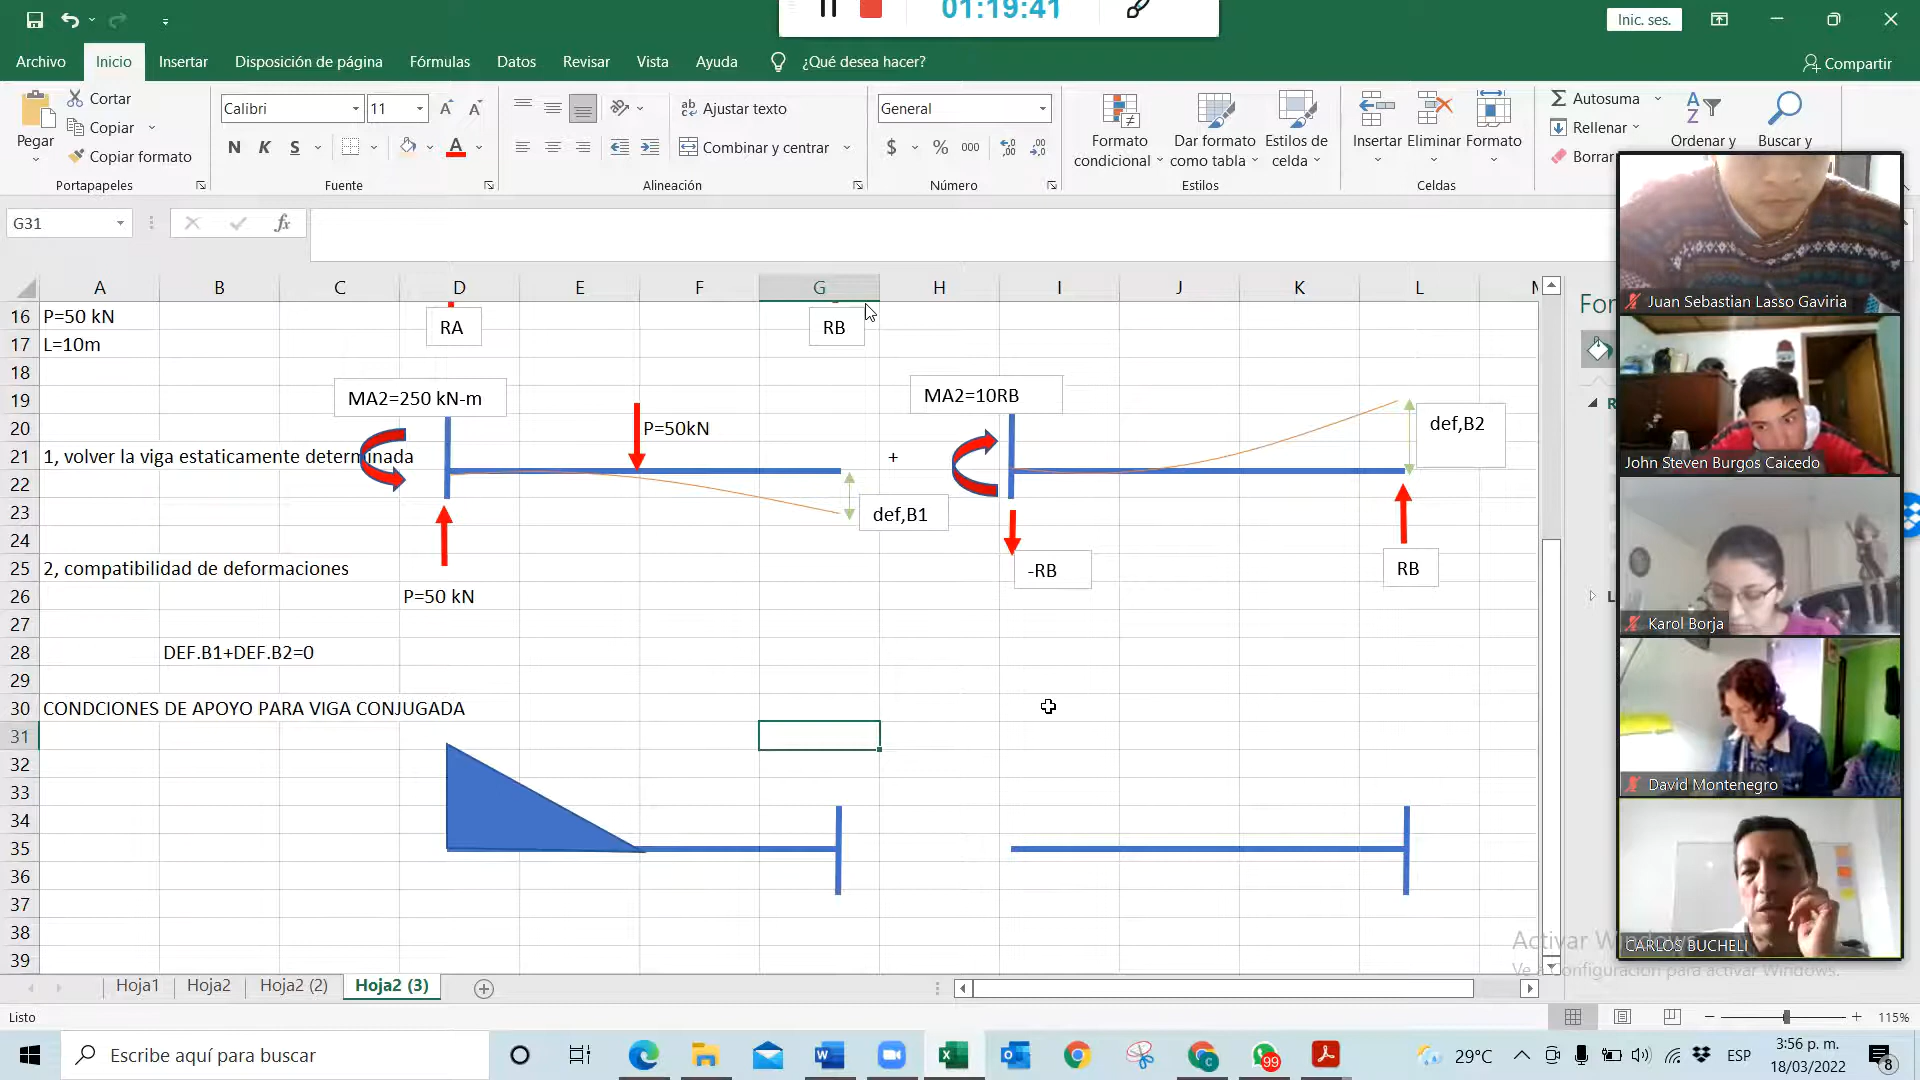 01:19:41
Inic. ses.
Archivo Inicio Insertar Disposición de página Fórmulas Datos Revisar Vista Ayuda ¿Qué desea hacer? Compartir
Pegar
Cortar
Copiar
Copiar formato
Portapapeles
Calibri 11
N K S
Fuente
Ajustar texto
Combinar y centrar
Alineación
General
$ % 000
Número
Formato condicional
Dar formato como tabla
Estilos de celda
Estilos
Insertar Eliminar Formato
Celdas
Autosuma
Rellenar
Borrar
Ordenar y
Buscar y
G31
fx
A B C D E F G H I J K L
16 P=50 kN
RA
RB
17 L=10m
18
19
MA2=250 kN-m
MA2=10RB
20
P=50kN
def,B2
21 1, volver la viga estaticamente determinada
+
22
23
def,B1
24
25 2, compatibilidad de deformaciones
-RB
RB
26
P=50 kN
27
28 DEF.B1+DEF.B2=0
29
30 CONDCIONES DE APOYO PARA VIGA CONJUGADA
31
32
33
34
35
36
37
38
39
Juan Sebastian Lasso Gaviria
John Steven Burgos Caicedo
Karol Borja
David Montenegro
CARLOS BUCHELI
Hoja1 Hoja2 Hoja2 (2) Hoja2 (3)
Listo
115%
Escribe aquí para buscar
99
29°C
ESP
3:56 p. m.
18/03/2022
8